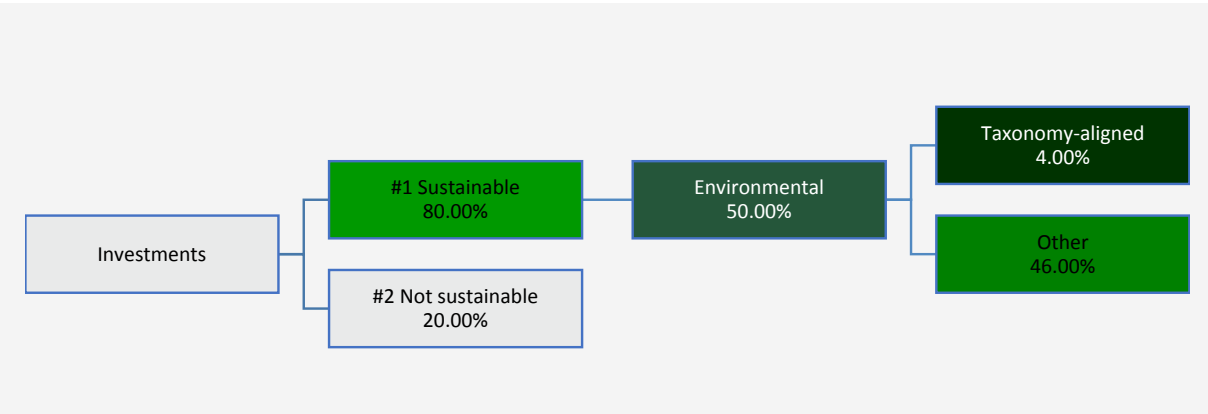 Investments
#1 Sustainable
80.00%
#2 Not sustainable
20.00%
Environmental
50.00%
Taxonomy-aligned
4.00%
Other
46.00%